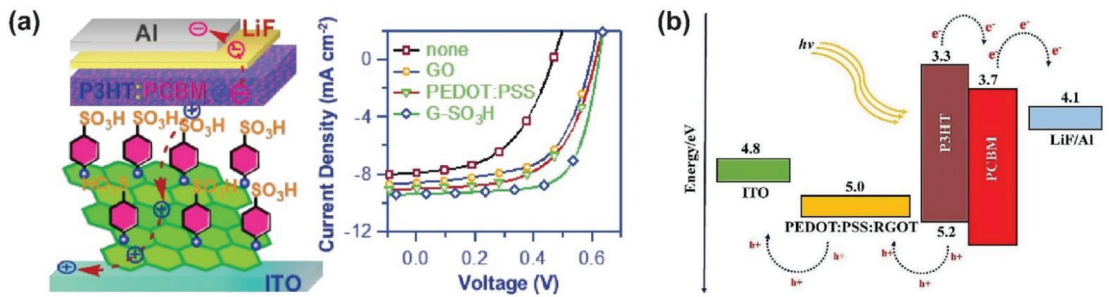 (a)
Al
LiF
P3HT:PCBM
SO₃H
SO₃H
SO₃H
SO₃H
SO₃H
HO₃S
SO₃H
SO₃H
ITO
Current Density (mA cm⁻²)
0
-4
-8
-12
none
GO
PEDOT:PSS
G-SO₃H
0.0
0.2
0.4
0.6
Voltage (V)
(b)
Energy/eV
hν
e⁻
e⁻
e⁻
e⁻
3.3
3.7
4.1
LiF/Al
P3HT
PCBM
4.8
ITO
5.0
PEDOT:PSS:RGOT
5.2
h+
h+
h+
h+